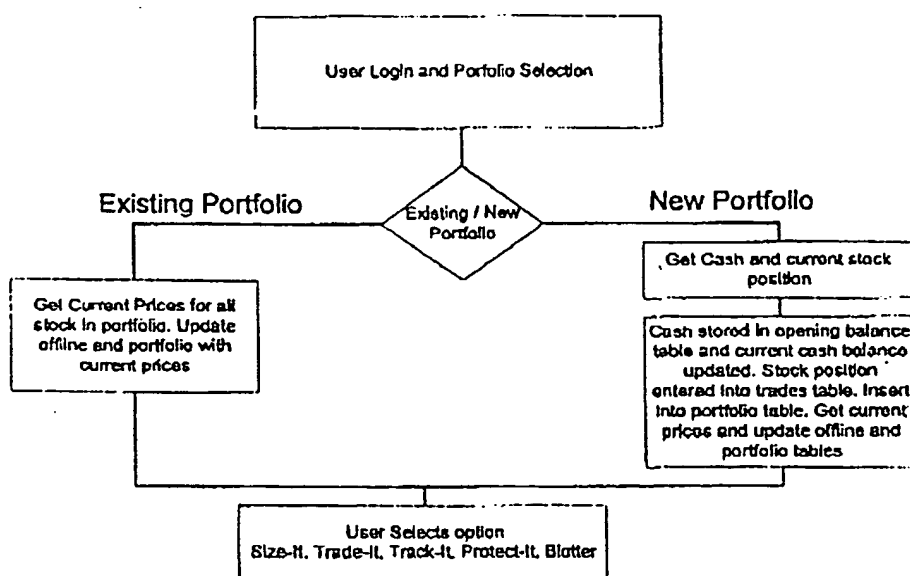 User Login and Porfolio Selection
Existing Portfolio
Existing / New
Portfolio
New Portfolio
Get Current Prices for all
stock in portfolio. Update
offline and portfolio with
current prices
Get Cash and current stock
position
Cash stored in opening balance
table and current cash balance
updated. Stock position
entered into trades table. Insert
into portfolio table. Get current
prices and update offline and
portfolio tables
User Selects option
Size-It, Trade-It, Track-It, Protect-It, Blotter